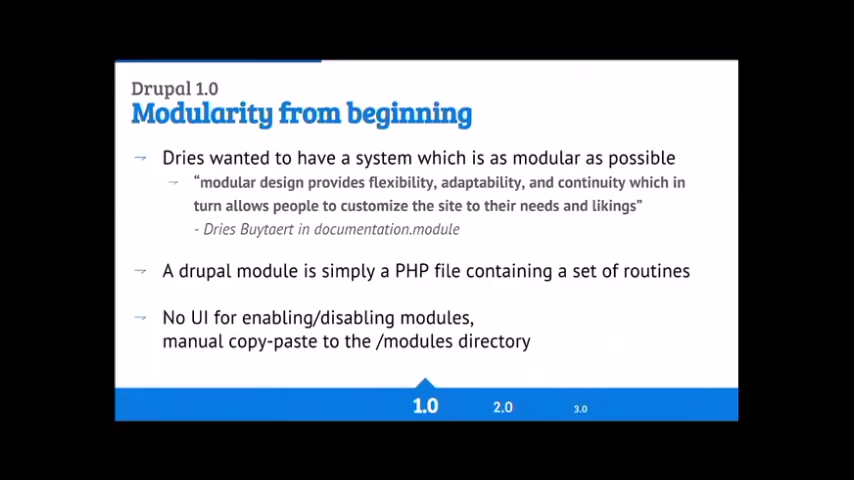 Drupal 1.0
Modularity from beginning
→ Dries wanted to have a system which is as modular as possible
→ “modular design provides flexibility, adaptability, and continuity which in
turn allows people to customize the site to their needs and likings”
- Dries Buytaert in documentation.module
→ A drupal module is simply a PHP file containing a set of routines
→ No UI for enabling/disabling modules,
manual copy-paste to the /modules directory
1.0 2.0 3.0